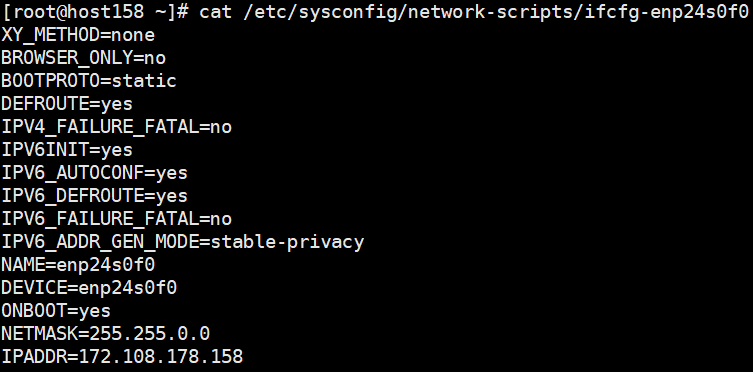 [root@host158 ~]# cat /etc/sysconfig/network-scripts/ifcfg-enp24s0f0
XY_METHOD=none
BROWSER_ONLY=no
BOOTPROTO=static
DEFROUTE=yes
IPV4_FAILURE_FATAL=no
IPV6INIT=yes
IPV6_AUTOCONF=yes
IPV6_DEFROUTE=yes
IPV6_FAILURE_FATAL=no
IPV6_ADDR_GEN_MODE=stable-privacy
NAME=enp24s0f0
DEVICE=enp24s0f0
ONBOOT=yes
NETMASK=255.255.0.0
IPADDR=172.108.178.158